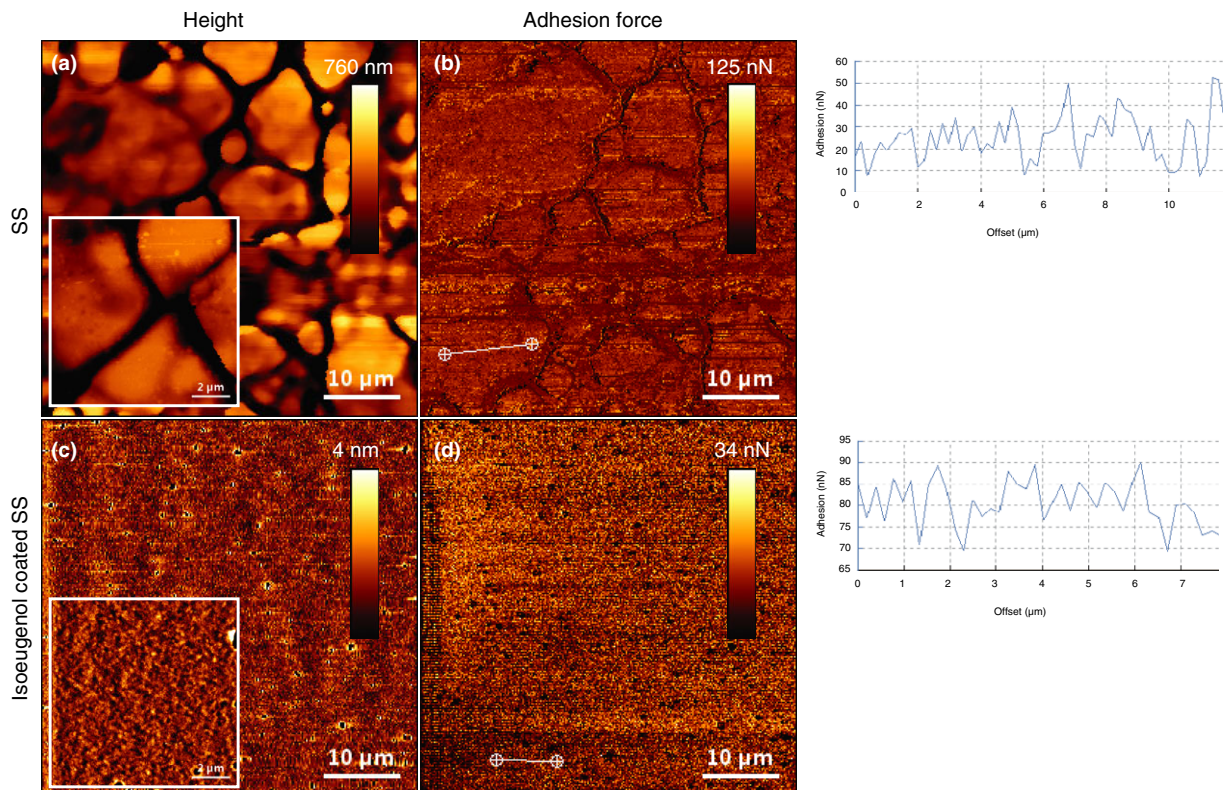 Height
Adhesion force
SS
(a)
760 nm
2 µm
10 µm
(b)
125 nN
10 µm
60
50
40
30
20
10
0
Adhesion (nN)
0
2
4
6
8
10
Offset (µm)
Isoeugenol coated SS
(c)
4 nm
2 µm
10 µm
(d)
34 nN
10 µm
95
90
85
80
75
70
65
Adhesion (nN)
0
1
2
3
4
5
6
7
Offset (µm)